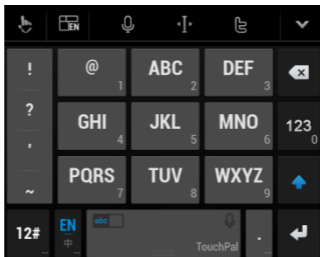 EN
! @ 1 ABC 2 DEF 3
? GHI 4 JKL 5 MNO 6 123 0
' PQRS 7 TUV 8 WXYZ 9
~
12# EN 中 abc TouchPal .